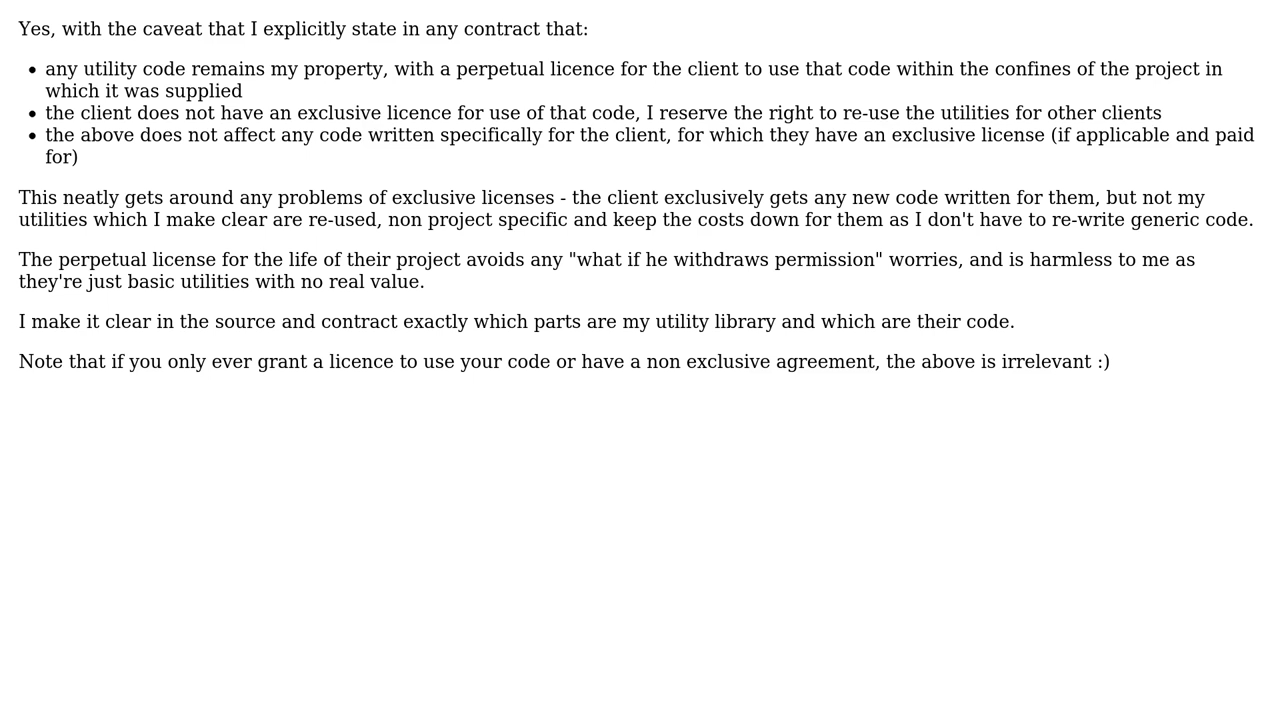 Yes, with the caveat that I explicitly state in any contract that:
• any utility code remains my property, with a perpetual licence for the client to use that code within the confines of the project in
which it was supplied
• the client does not have an exclusive licence for use of that code, I reserve the right to re-use the utilities for other clients
• the above does not affect any code written specifically for the client, for which they have an exclusive license (if applicable and paid
for)
This neatly gets around any problems of exclusive licenses - the client exclusively gets any new code written for them, but not my
utilities which I make clear are re-used, non project specific and keep the costs down for them as I don't have to re-write generic code.
The perpetual license for the life of their project avoids any "what if he withdraws permission" worries, and is harmless to me as
they're just basic utilities with no real value.
I make it clear in the source and contract exactly which parts are my utility library and which are their code.
Note that if you only ever grant a licence to use your code or have a non exclusive agreement, the above is irrelevant :)